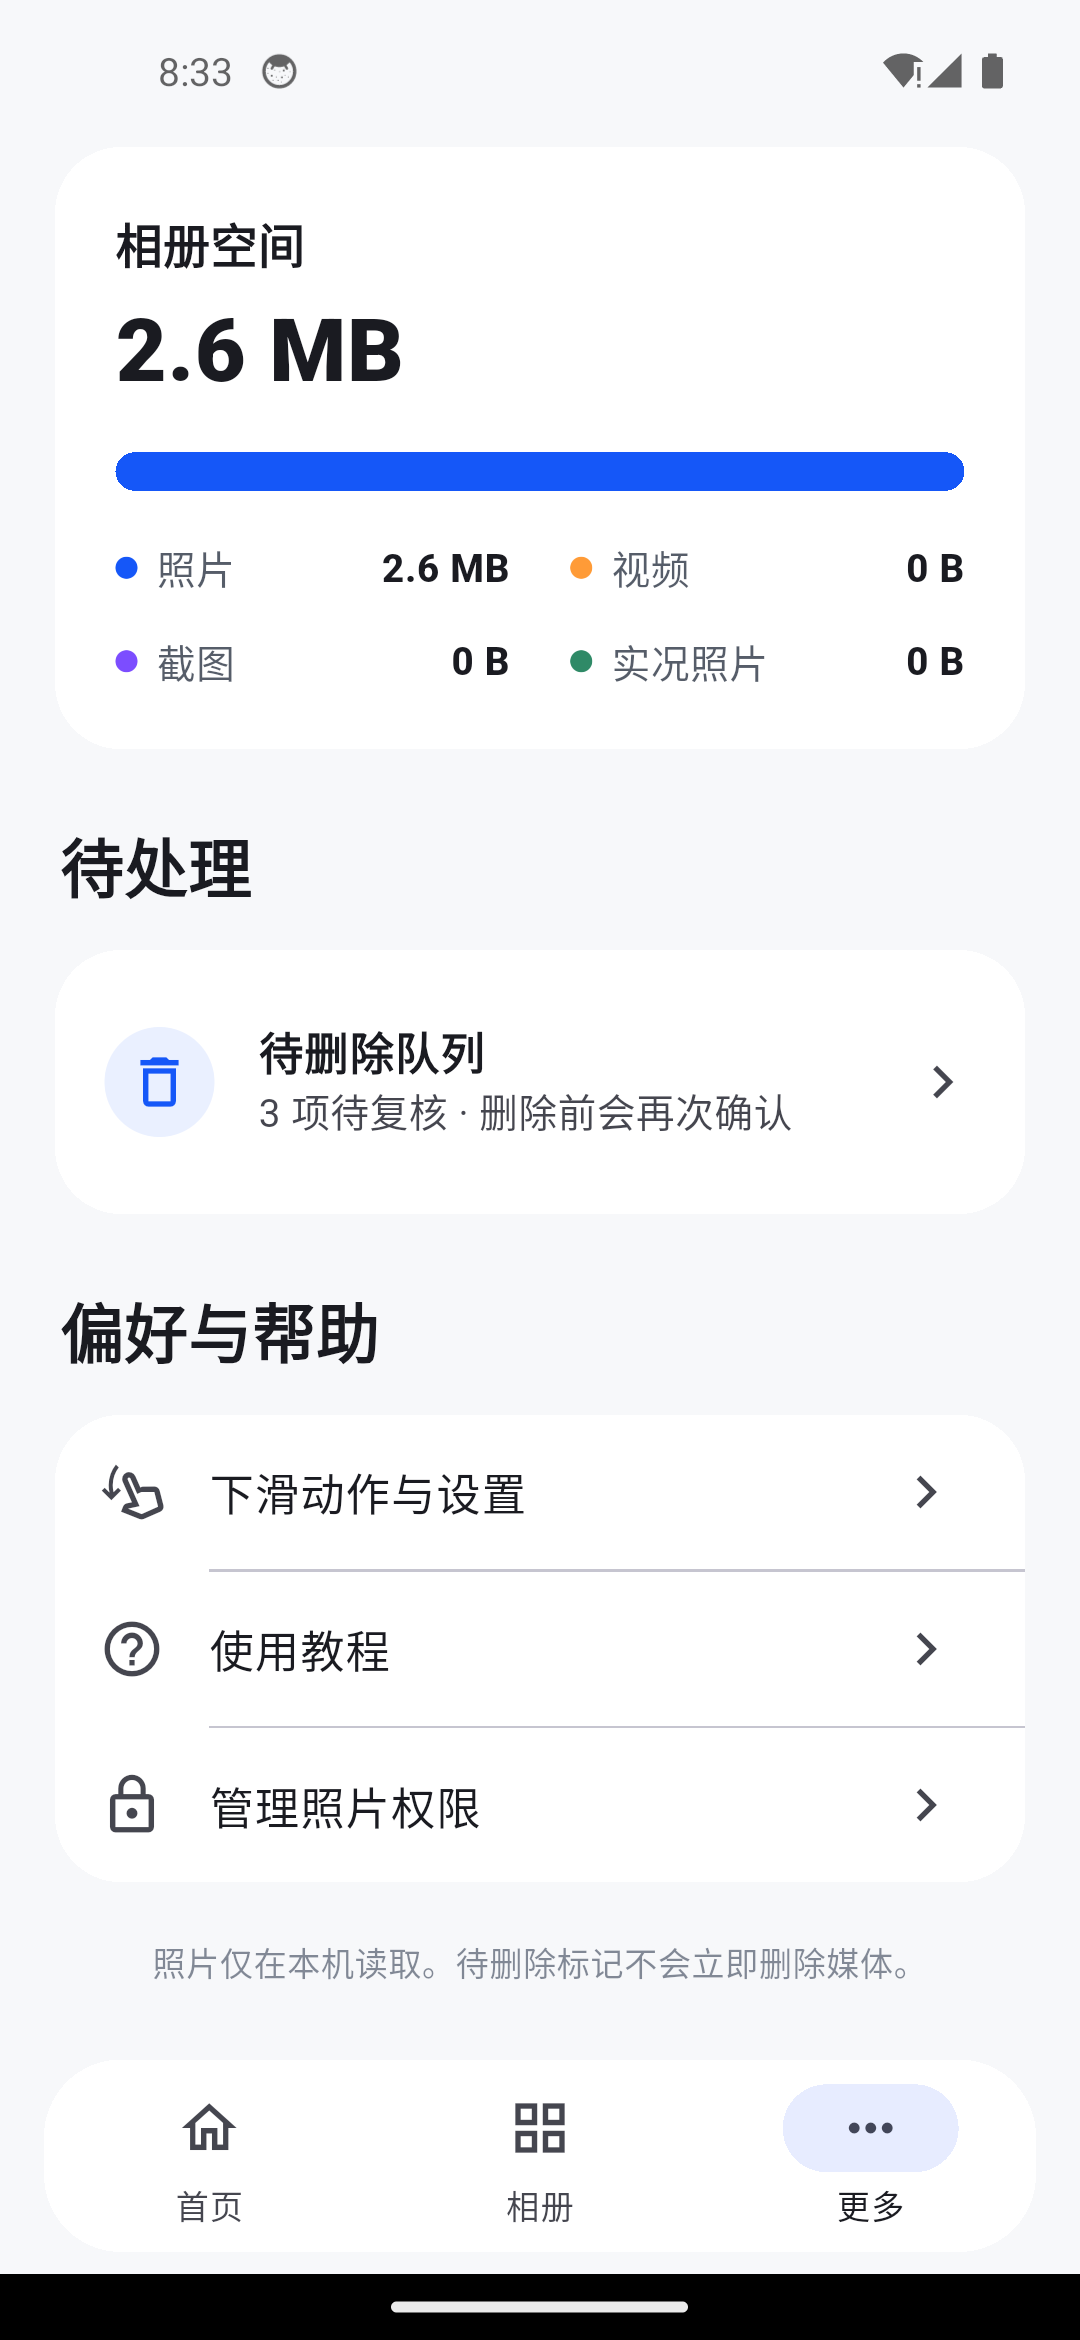 8:33
相册空间
2.6 MB
照片 2.6 MB 视频 0 B
截图 0 B 实况照片 0 B
待处理
待删除队列
3 项待复核 · 删除前会再次确认
偏好与帮助
下滑动作与设置
使用教程
管理照片权限
照片仅在本机读取。待删除标记不会立即删除媒体。
首页 相册 更多